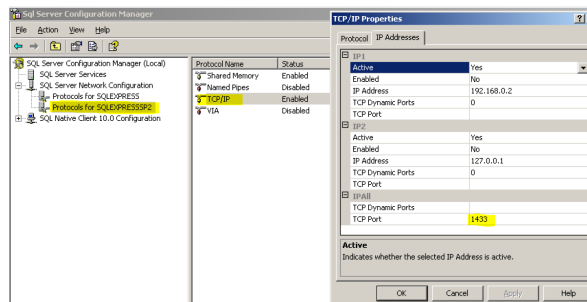 Sql Server Configuration Manager
File Action View Help
SQL Server Configuration Manager (Local)
SQL Server Services
SQL Server Network Configuration
Protocols for SQLEXPRESS
Protocols for SQLEXPRESSSP2
SQL Native Client 10.0 Configuration
Protocol Name Status
Shared Memory Enabled
Named Pipes Disabled
TCP/IP Enabled
VIA Disabled
TCP/IP Properties ?
Protocol IP Addresses
IP1
Active Yes
Enabled No
IP Address 192.168.0.2
TCP Dynamic Ports 0
TCP Port
IP2
Active Yes
Enabled No
IP Address 127.0.0.1
TCP Dynamic Ports 0
TCP Port
IPAll
TCP Dynamic Ports
TCP Port 1433
Active
Indicates whether the selected IP Address is active.
OK Cancel Apply Help